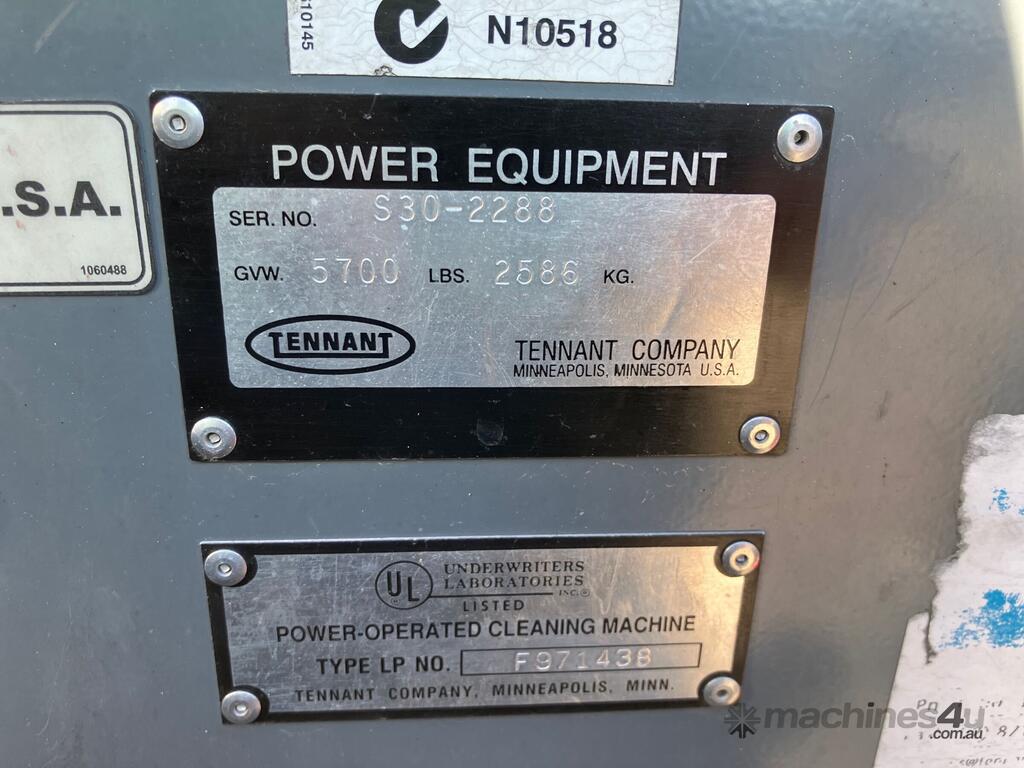 610145
N10518
.S.A.
1060488
POWER EQUIPMENT
SER. NO. S30-2288
GVW. 5700 LBS. 2586 KG.
TENNANT
TENNANT COMPANY
MINNEAPOLIS, MINNESOTA U.S.A.
UL
UNDERWRITERS
LABORATORIES
INC.®
LISTED
POWER-OPERATED CLEANING MACHINE
TYPE LP NO. F971438
TENNANT COMPANY, MINNEAPOLIS, MINN.
machines4u
.com.au